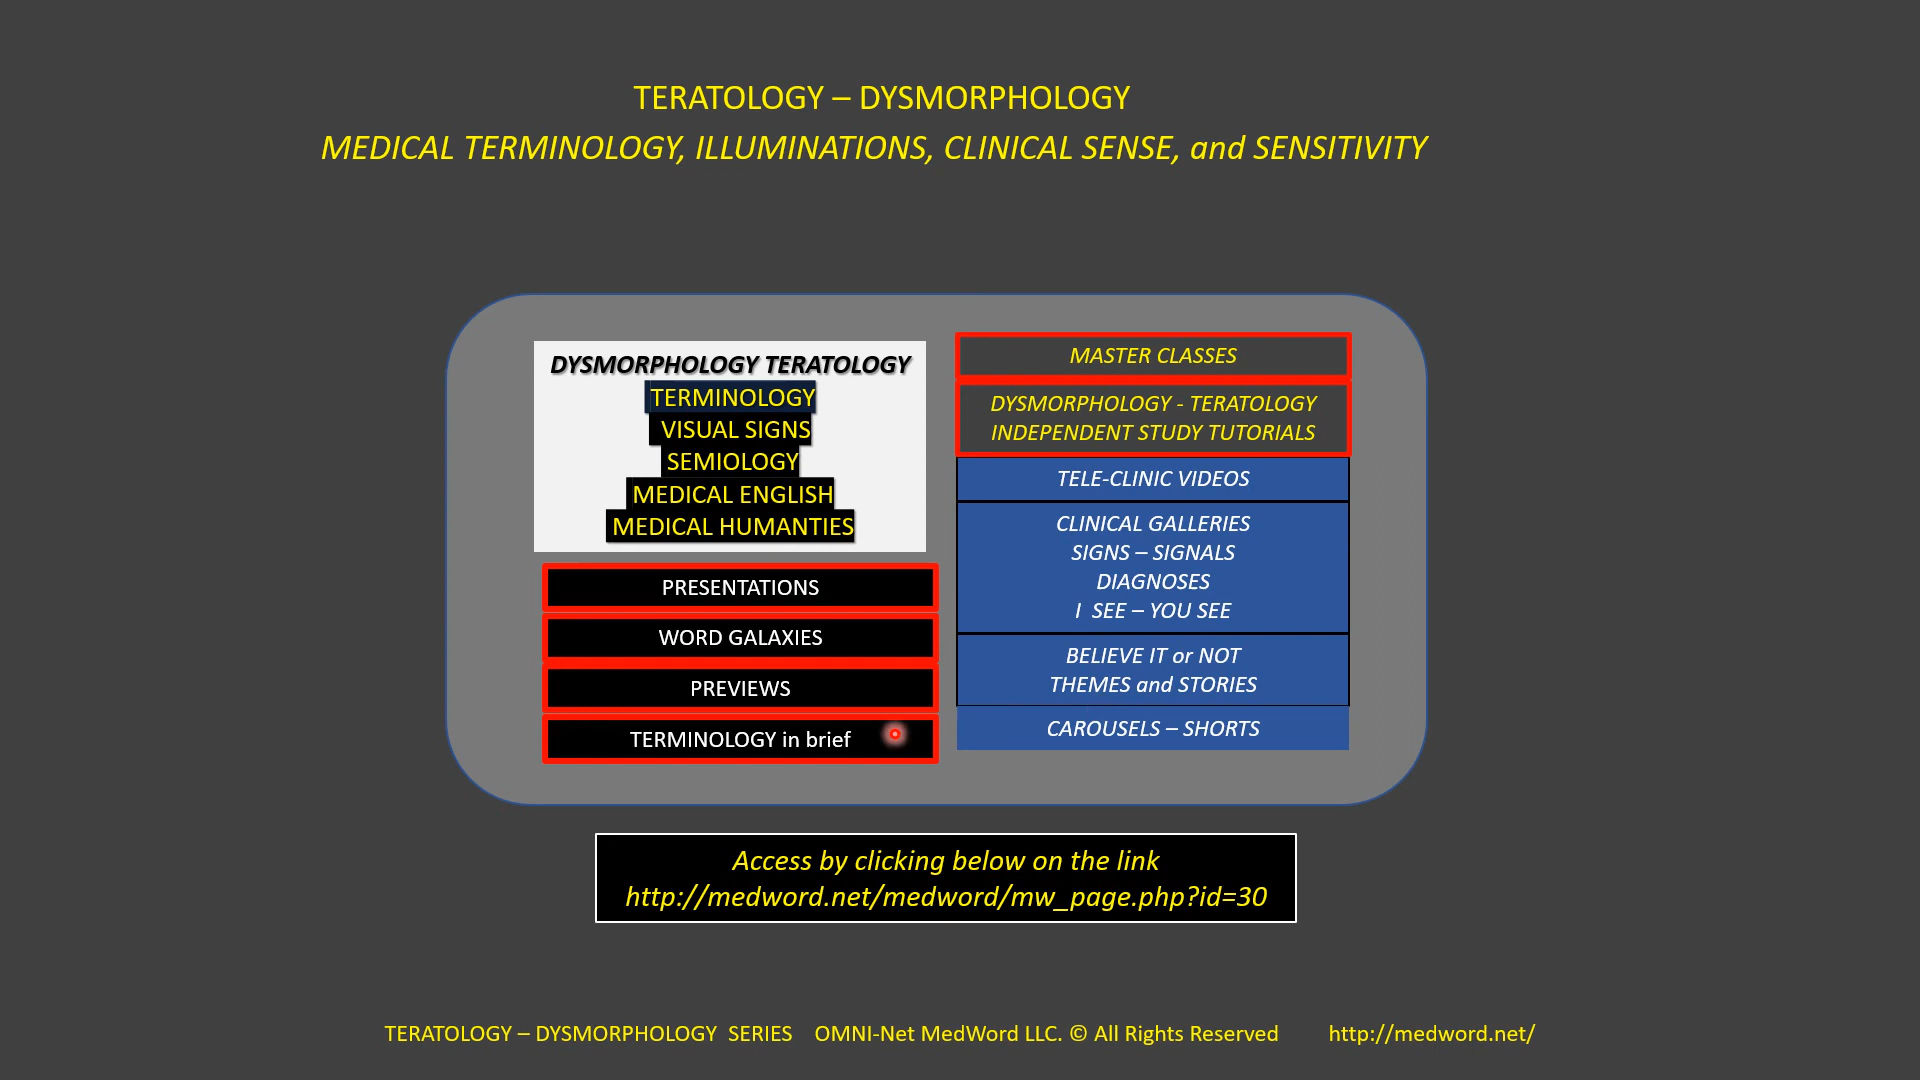 TERATOLOGY – DYSMORPHOLOGY
MEDICAL TERMINOLOGY, ILLUMINATIONS, CLINICAL SENSE, and SENSITIVITY
DYSMORPHOLOGY TERATOLOGY
TERMINOLOGY
VISUAL SIGNS
SEMIOLOGY
MEDICAL ENGLISH
MEDICAL HUMANTIES
PRESENTATIONS
WORD GALAXIES
PREVIEWS
TERMINOLOGY in brief
MASTER CLASSES
DYSMORPHOLOGY - TERATOLOGY
INDEPENDENT STUDY TUTORIALS
TELE-CLINIC VIDEOS
CLINICAL GALLERIES
SIGNS – SIGNALS
DIAGNOSES
I SEE – YOU SEE
BELIEVE IT or NOT
THEMES and STORIES
CAROUSELS – SHORTS
Access by clicking below on the link
http://medword.net/medword/mw_page.php?id=30
TERATOLOGY – DYSMORPHOLOGY SERIES OMNI-Net MedWord LLC. © All Rights Reserved http://medword.net/